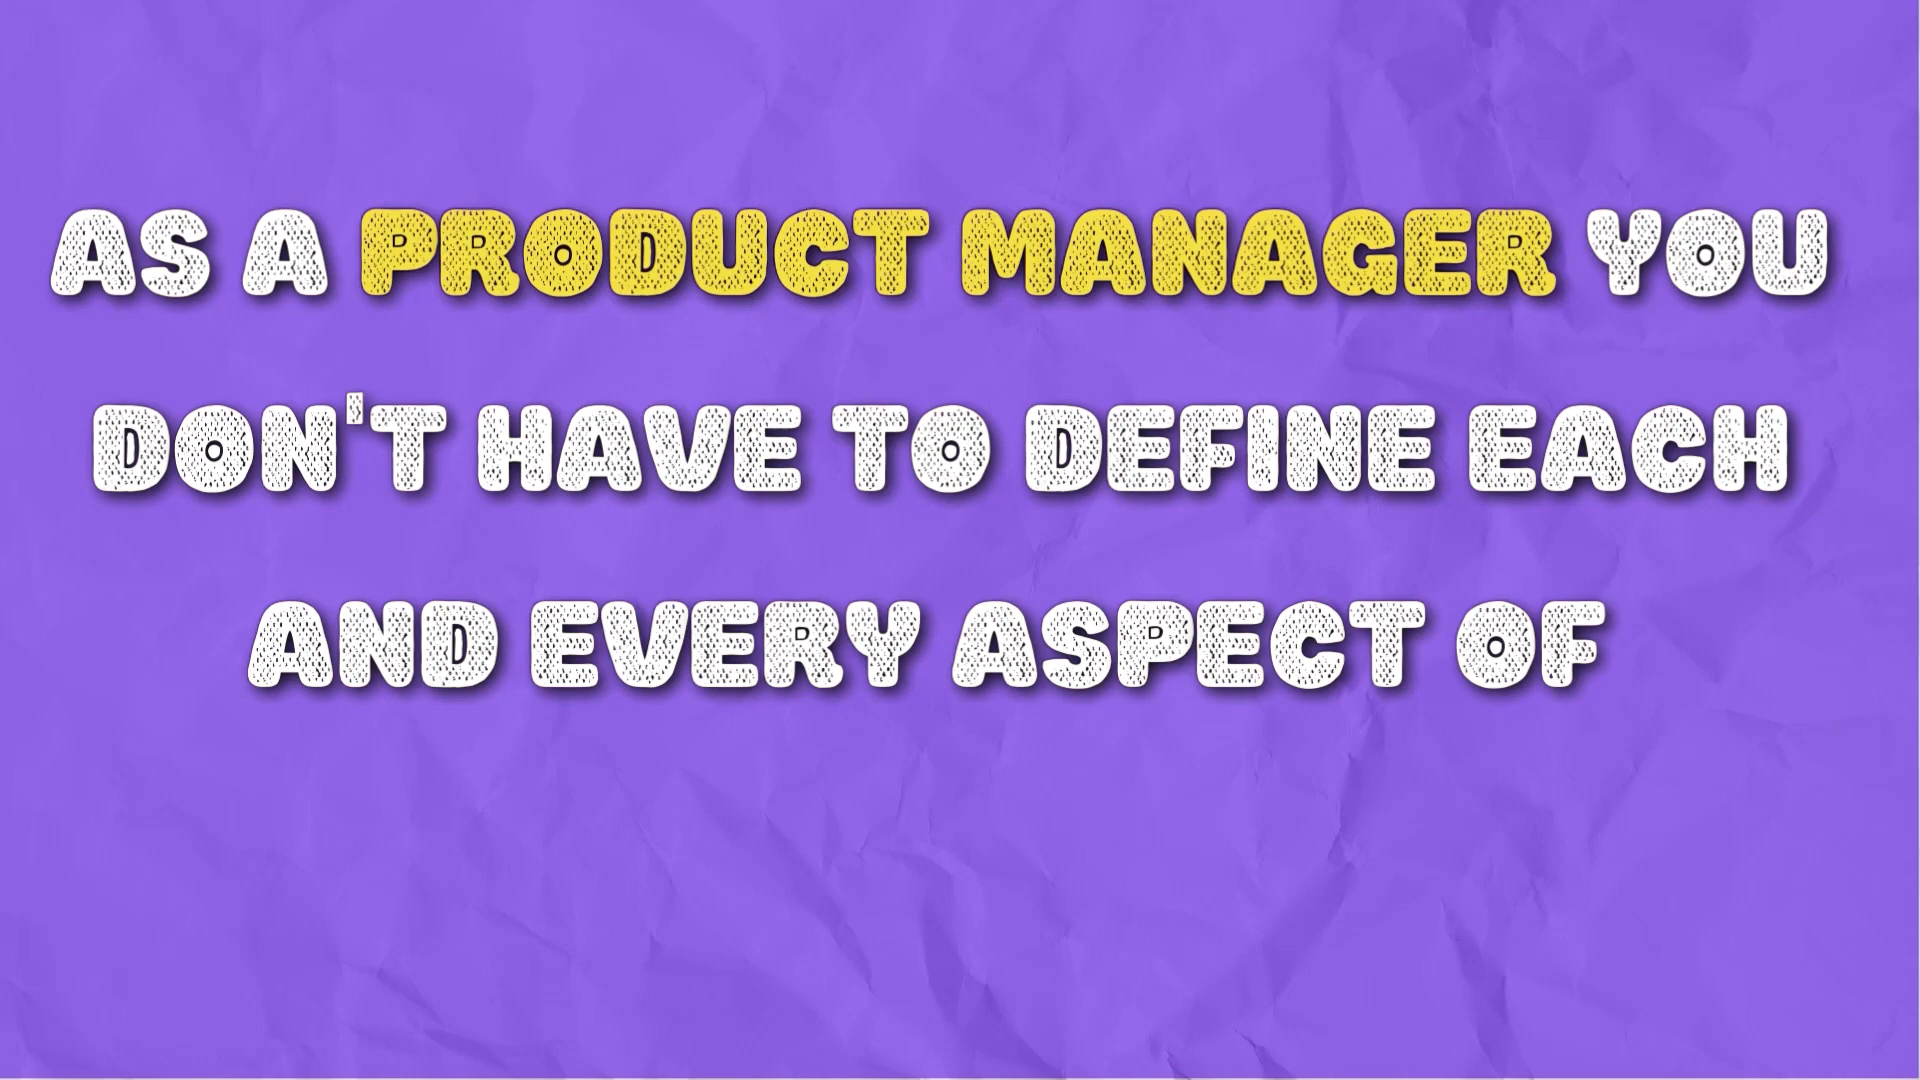 AS A PRODUCT MANAGER YOU
DON'T HAVE TO DEFINE EACH
AND EVERY ASPECT OF